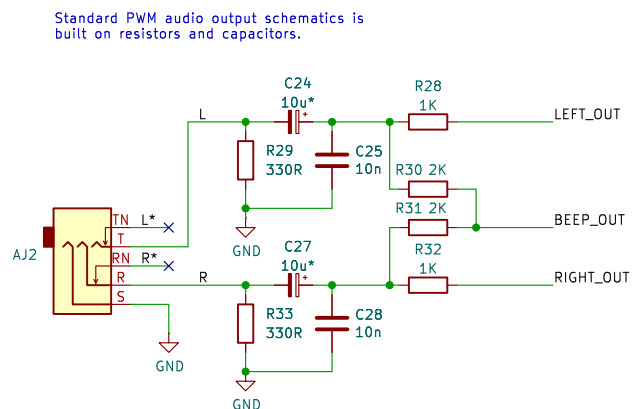 Standard PWM audio output schematics is
built on resistors and capacitors.
C24
10u*
+
R28
1K
L
LEFT_OUT
R29
330R
C25
10n
R30 2K
R31 2K
BEEP_OUT
GND
TN
L*
T
AJ2
RN
R*
R
R
S
C27
10u*
+
R32
1K
RIGHT_OUT
R33
330R
C28
10n
GND
GND